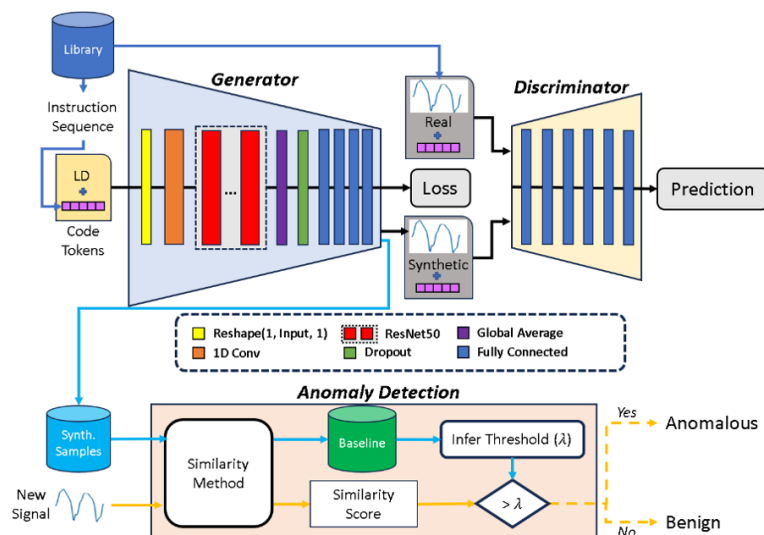 Library
Generator
Discriminator
Instruction
Sequence
Real
+
LD
+
Code
Tokens
...
Loss
Prediction
+
Synthetic
Reshape(1, Input, 1)
ResNet50
Global Average
1D Conv
Dropout
Fully Connected
Anomaly Detection
Synth.
Samples
Similarity
Method
Baseline
Infer Threshold (λ)
Yes
Anomalous
New
Signal
Similarity
Score
> λ
No
Benign